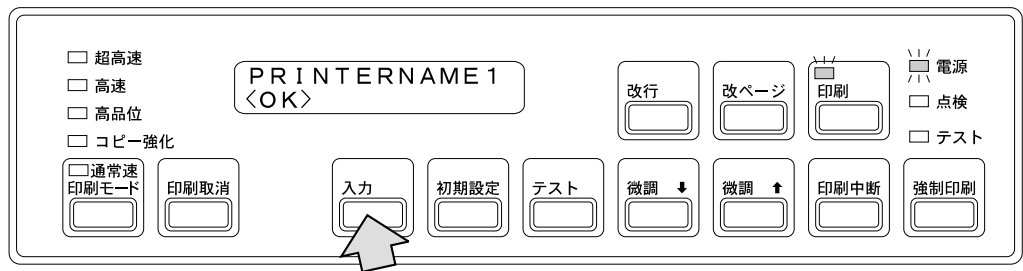 超高速
高速
高品位
コピー強化
通常速
印刷モード
印刷取消
PRINTERNAME1
<OK>
改行
改ページ
印刷
電源
点検
テスト
入力
初期設定
テスト
微調 ⬇
微調 ⬆
印刷中断
強制印刷